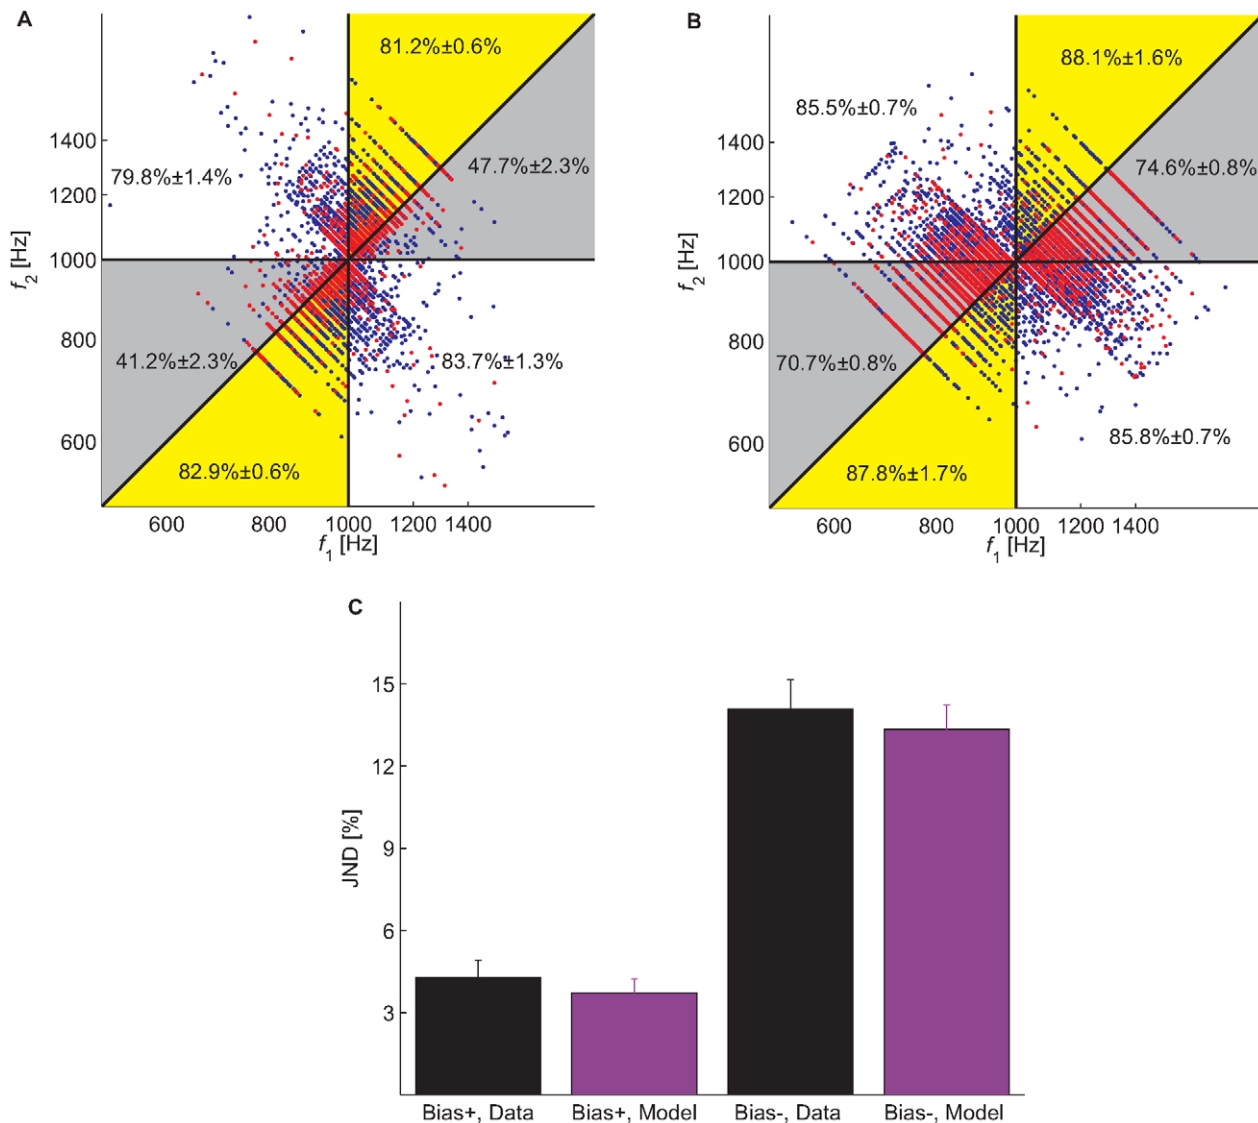 A
81.2%±0.6%
1400
47.7%±2.3%
79.8%±1.4%
1200
f2 [Hz]
1000
800
41.2%±2.3%
83.7%±1.3%
600
82.9%±0.6%
600 800 1000 1200 1400
f1 [Hz]
B
88.1%±1.6%
85.5%±0.7%
1400
74.6%±0.8%
1200
f2 [Hz]
1000
800
70.7%±0.8%
85.8%±0.7%
600
87.8%±1.7%
600 800 1000 1200 1400
f1 [Hz]
C
15
12
9
JND [%]
6
3
Bias+, Data Bias+, Model Bias-, Data Bias-, Model